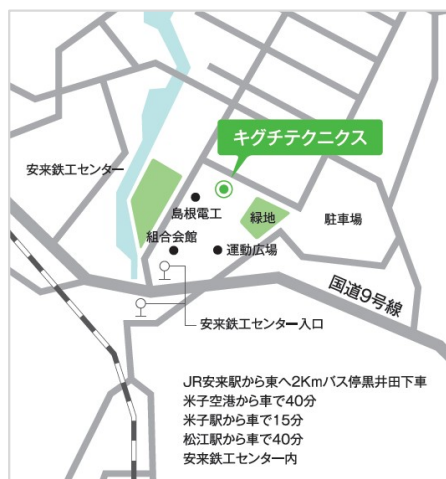 キグチテクニクス
安来鉄工センター
島根電工
緑地
駐車場
組合会館
運動広場
国道9号線
安来鉄工センター入口
JR安来駅から東へ2Kmバス停黒井田下車
米子空港から車で40分
米子駅から車で15分
松江駅から車で40分
安来鉄工センター内